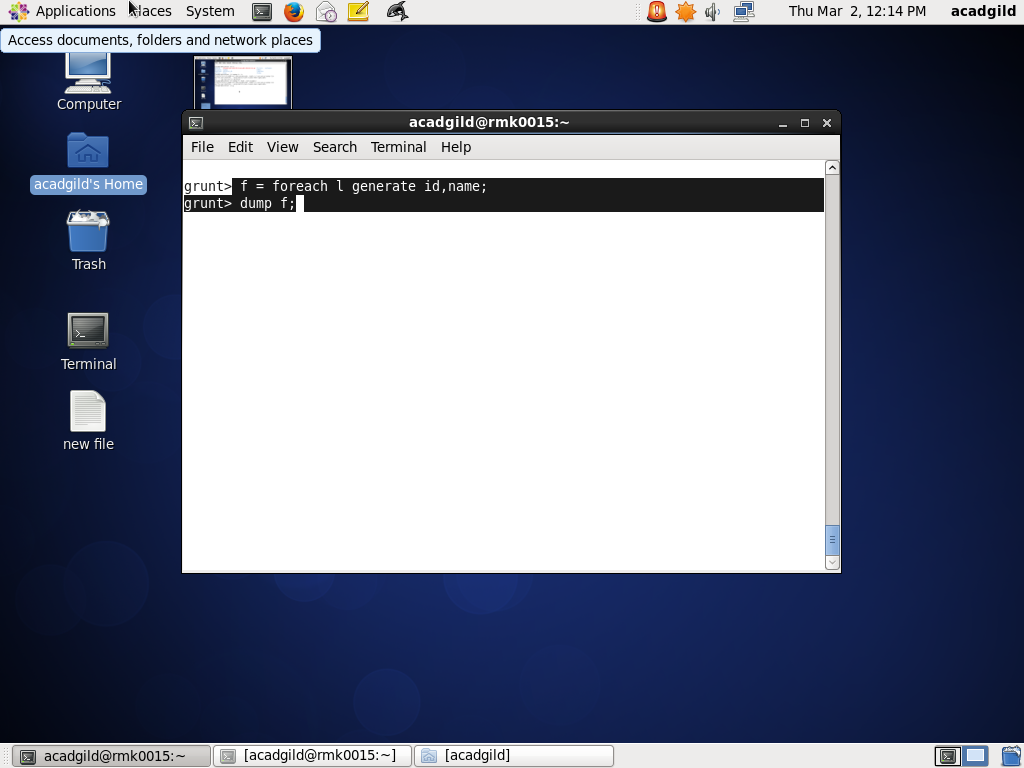 Applications Places System Thu Mar 2, 12:14 PM acadgild
Access documents, folders and network places
Computer
acadgild's Home
Trash
Terminal
new file
acadgild@rmk0015:~
File Edit View Search Terminal Help
grunt> f = foreach l generate id,name;
grunt> dump f;
acadgild@rmk0015:~ [acadgild@rmk0015:~] [acadgild]